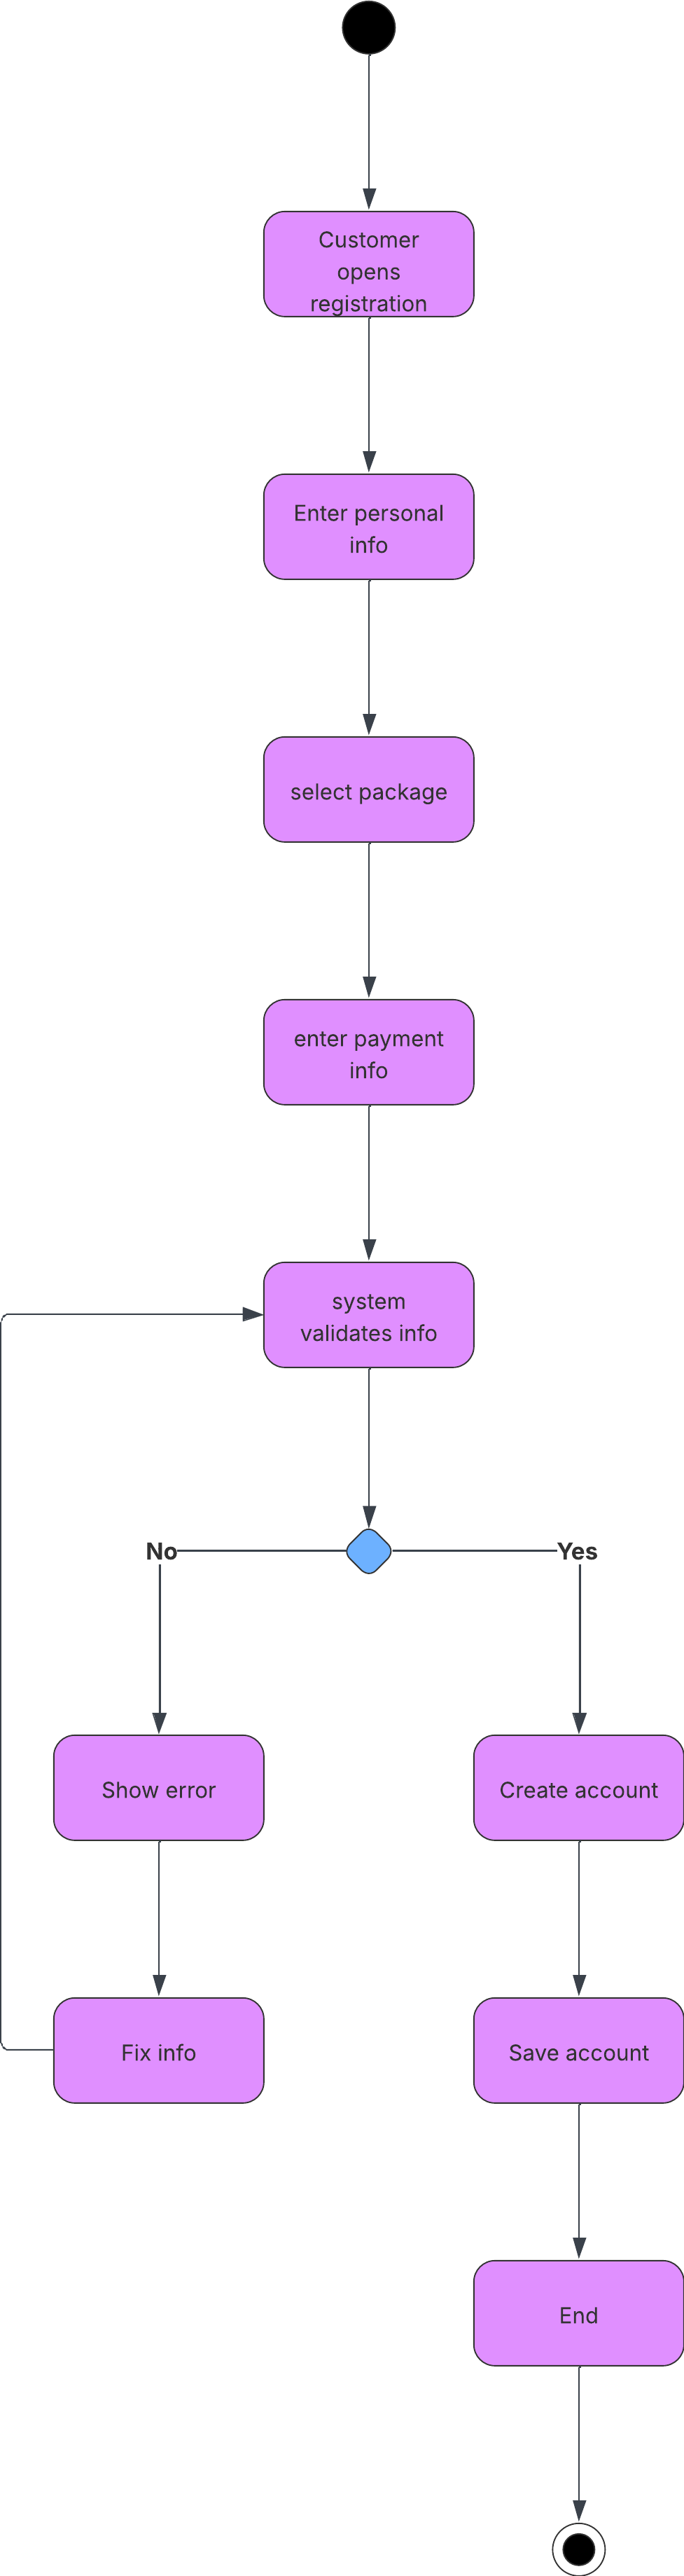 Customer
opens
registration
Enter personal
info
select package
enter payment
info
system
validates info
No
Yes
Show error
Create account
Fix info
Save account
End